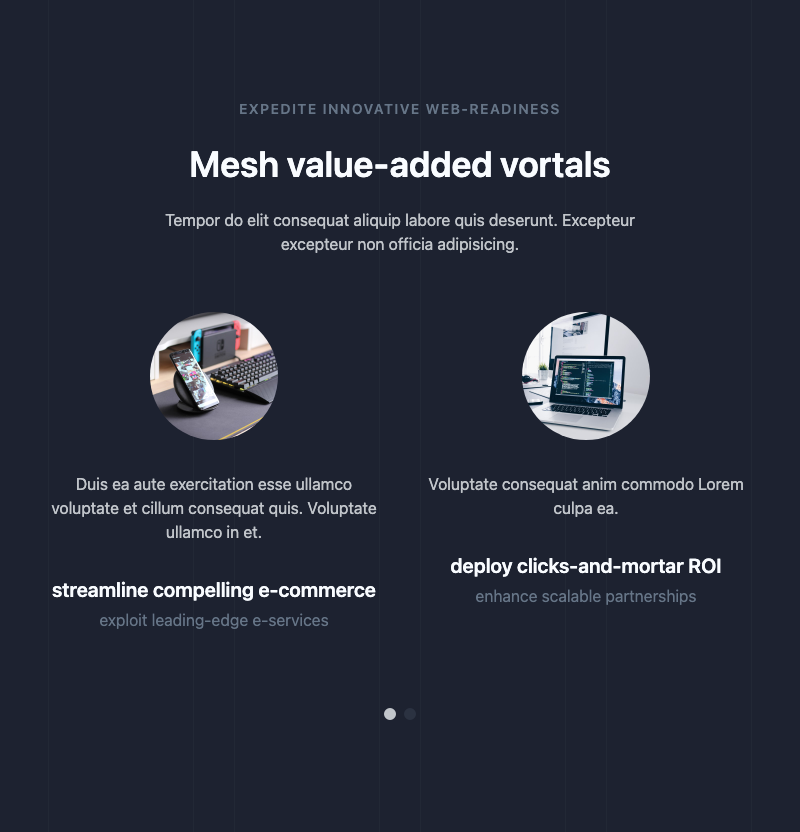 EXPEDITE INNOVATIVE WEB-READINESS
Mesh value-added vortals
Tempor do elit consequat aliquip labore quis deserunt. Excepteur
excepteur non officia adipisicing.
Duis ea aute exercitation esse ullamco
voluptate et cillum consequat quis. Voluptate
ullamco in et.
streamline compelling e-commerce
exploit leading-edge e-services
Voluptate consequat anim commodo Lorem
culpa ea.
deploy clicks-and-mortar ROI
enhance scalable partnerships